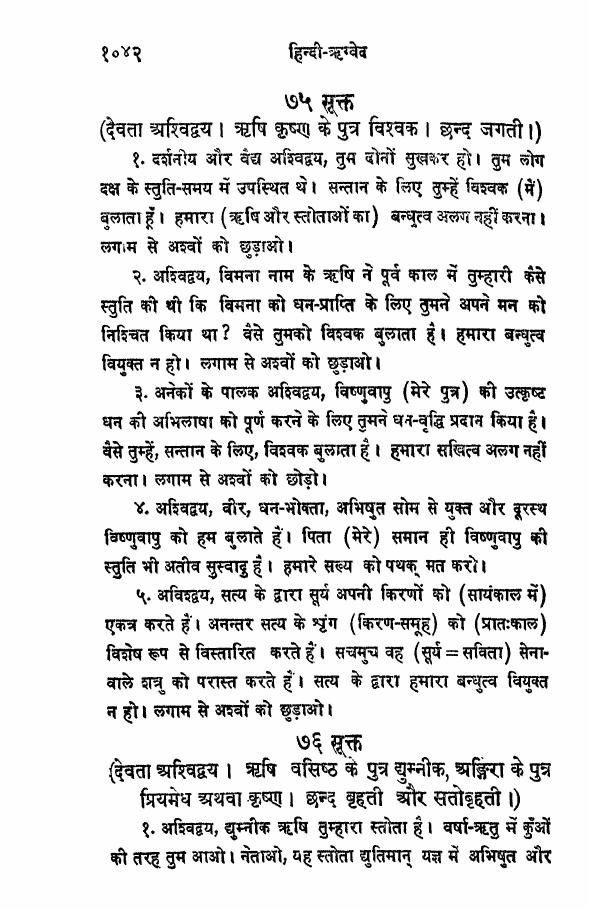 १०४२ हिन्दी-ऋग्वेद
७५ सूक्त
(देवता अश्विद्वय। ऋषि कृष्ण के पुत्र विश्वक। छन्द जगती।)
१. दर्शनीय और वैद्य अश्विद्वय, तुम दोनों सुखकर हो। तुम लोग
दक्ष के स्तुति-समय में उपस्थित थे। सन्तान के लिए तुम्हें विश्वक (मैं)
बुलाता हूँ। हमारा (ऋषि और स्तोताओं का) बन्धुत्व अलग नहीं करना।
लगाम से अश्वों को छुड़ाओ।
२. अश्विद्वय, विमना नाम के ऋषि ने पूर्व काल में तुम्हारी कैसे
स्तुति की थी कि विमना को धन-प्राप्ति के लिए तुमने अपने मन को
निश्चित किया था? वैसे तुमको विश्वक बुलाता है। हमारा बन्धुत्व
वियुक्त न हो। लगाम से अश्वों को छुड़ाओ।
३. अनेकों के पालक अश्विद्वय, विष्णुवापु (मेरे पुत्र) की उत्कृष्ट
धन की अभिलाषा को पूर्ण करने के लिए तुमने धन-वृद्धि प्रदान किया है।
वैसे तुम्हें, सन्तान के लिए, विश्वक बुलाता है। हमारा सखित्व अलग नहीं
करना। लगाम से अश्वों को छोड़ो।
४. अश्विद्वय, वीर, धन-भोक्ता, अभिषुत सोम से युक्त और दूरस्थ
विष्णुवापु को हम बुलाते हैं। पिता (मेरे) समान ही विष्णुवापु की
स्तुति भी अतीव सुस्वादु है। हमारे सख्य को पथक् मत करो।
५. अविश्द्वय, सत्य के द्वारा सूर्य अपनी किरणों को (सायंकाल में)
एकत्र करते हैं। अनन्तर सत्य के शृंग (किरण-समूह) को (प्रातःकाल)
विशेष रूप से विस्तारित करते हैं। सचमुच वह (सूर्य=सविता) सेना-
वाले शत्रु को परास्त करते हैं। सत्य के द्वारा हमारा बन्धुत्व वियुक्त
न हो। लगाम से अश्वों को छुड़ाओ।
७६ सूक्त
(देवता अश्विद्वय। ऋषि वसिष्ठ के पुत्र द्युम्नीक, अङ्गिरा के पुत्र
प्रियमेध अथवा कृष्ण। छन्द बृहती और सतोबृहती।)
१. अश्विद्वय, द्युम्नीक ऋषि तुम्हारा स्तोता है। वर्षा-ऋतु में कुँओं
की तरह तुम आओ। नेताओ, यह स्तोता द्युतिमान् यज्ञ में अभिषुत और